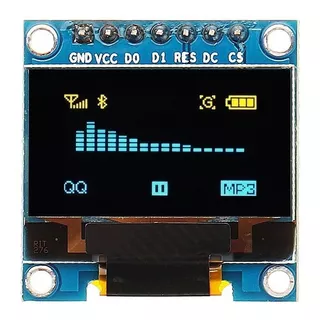 GND VCC D0 D1 RES DC CS
G
QQ MP3